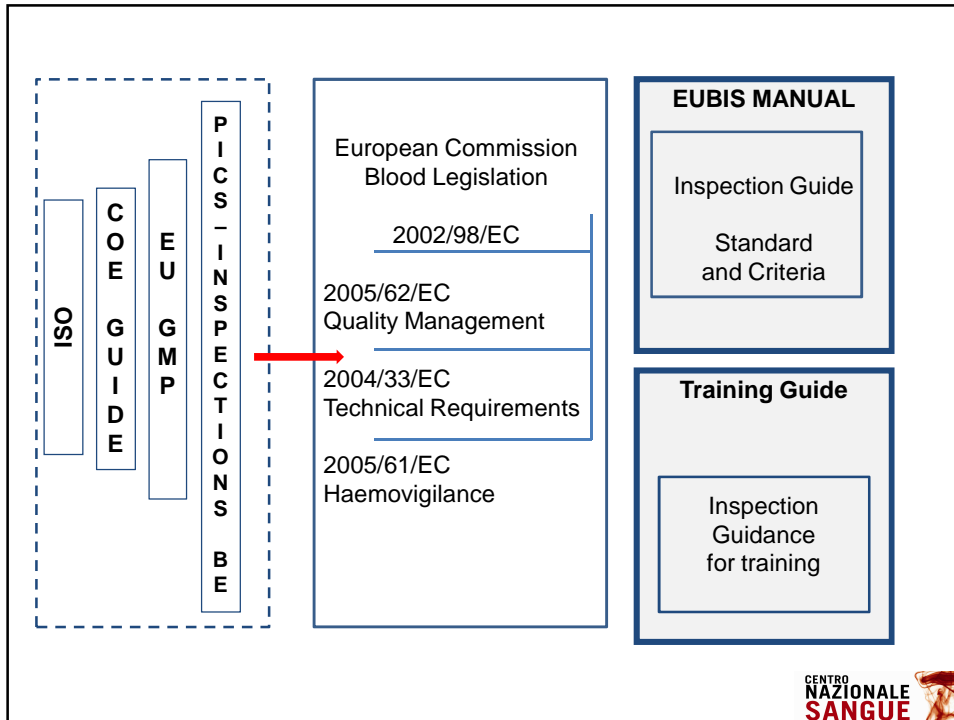 ISO
COE GUIDE
EU GMP
PICS – INSPECTIONS BE
European Commission
Blood Legislation
2002/98/EC
2005/62/EC
Quality Management
2004/33/EC
Technical Requirements
2005/61/EC
Haemovigilance
EUBIS MANUAL
Inspection Guide
Standard
and Criteria
Training Guide
Inspection
Guidance
for training
CENTRO
NAZIONALE
SANGUE